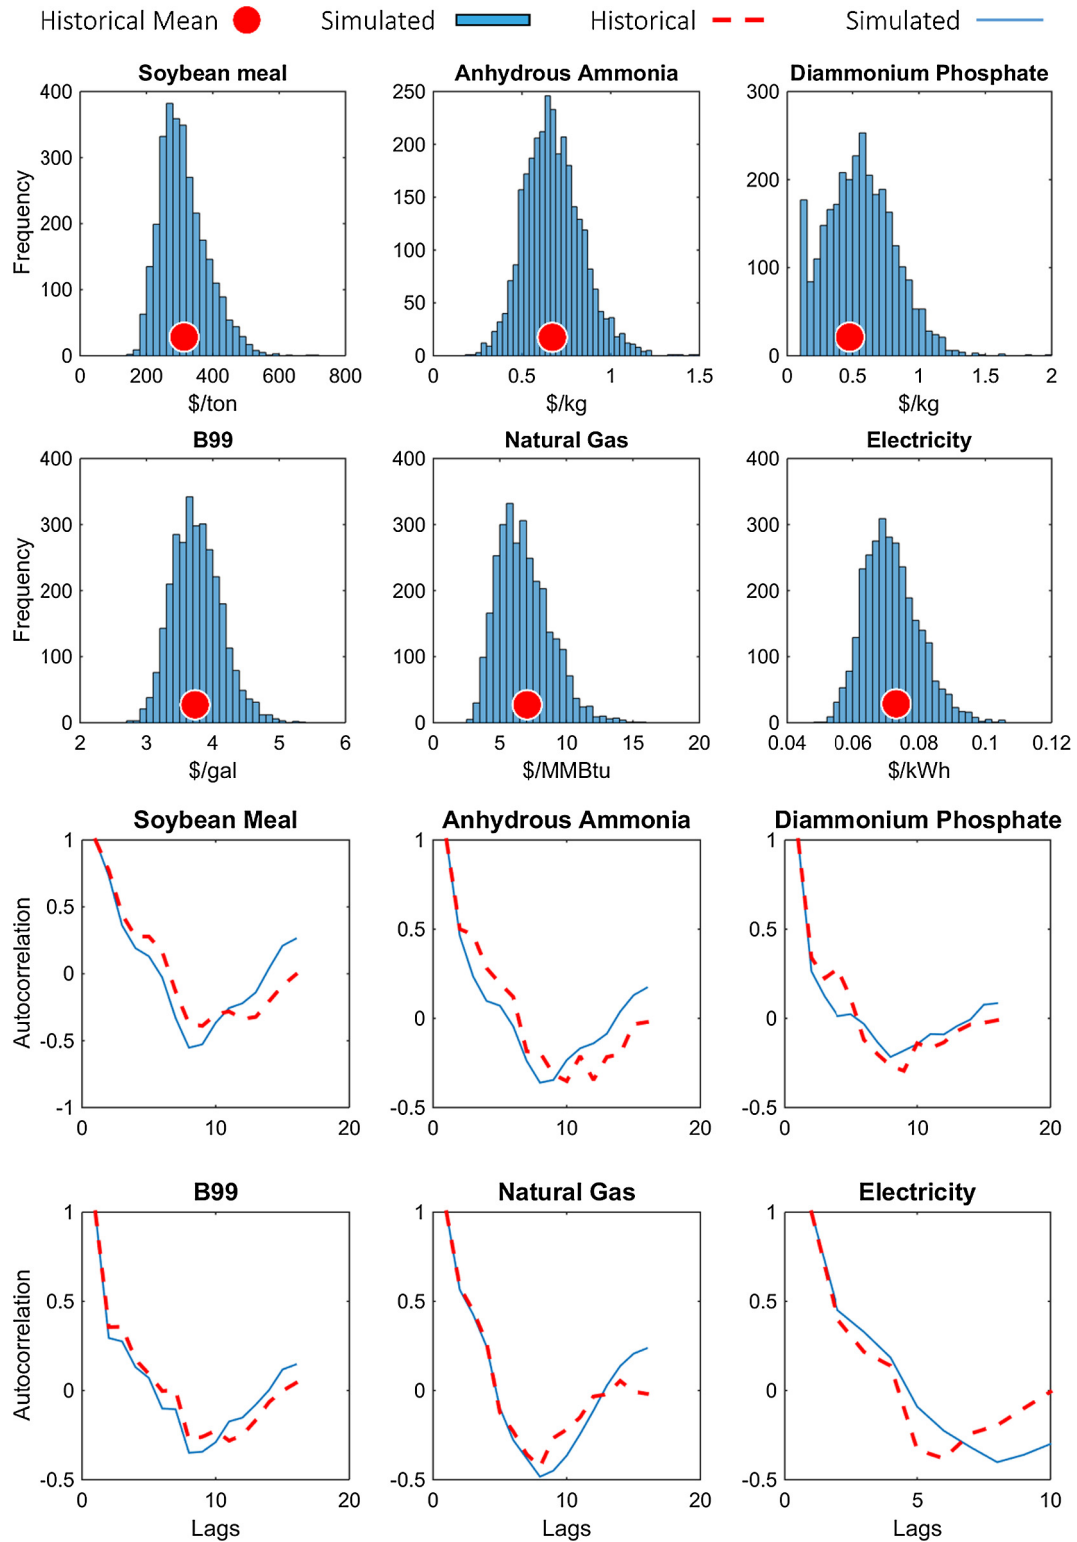 Historical Mean Simulated Historical Simulated
Soybean meal Anhydrous Ammonia Diammonium Phosphate
400 250 300
300 200
200
200 150
100
100
100 50
0 0 0
0 200 400 600 800 0 0.5 1 1.5 0 0.5 1 1.5 2
Frequency
$/ton $/kg $/kg
B99 Natural Gas Electricity
400 400 400
300 300 300
200 200 200
100 100 100
0 0 0
2 3 4 5 6 0 5 10 15 20 0.04 0.06 0.08 0.1 0.12
Frequency
$/gal $/MMBtu $/kWh
Soybean Meal Anhydrous Ammonia Diammonium Phosphate
1 1 1
0.5 0.5 0.5
0 0 0
-0.5
-1 -0.5 -0.5
0 10 20 0 10 20 0 10 20
Autocorrelation
B99 Natural Gas Electricity
1 1 1
0.5 0.5 0.5
0 0 0
-0.5 -0.5 -0.5
0 10 20 0 10 20 0 5 10
Autocorrelation
Lags Lags Lags